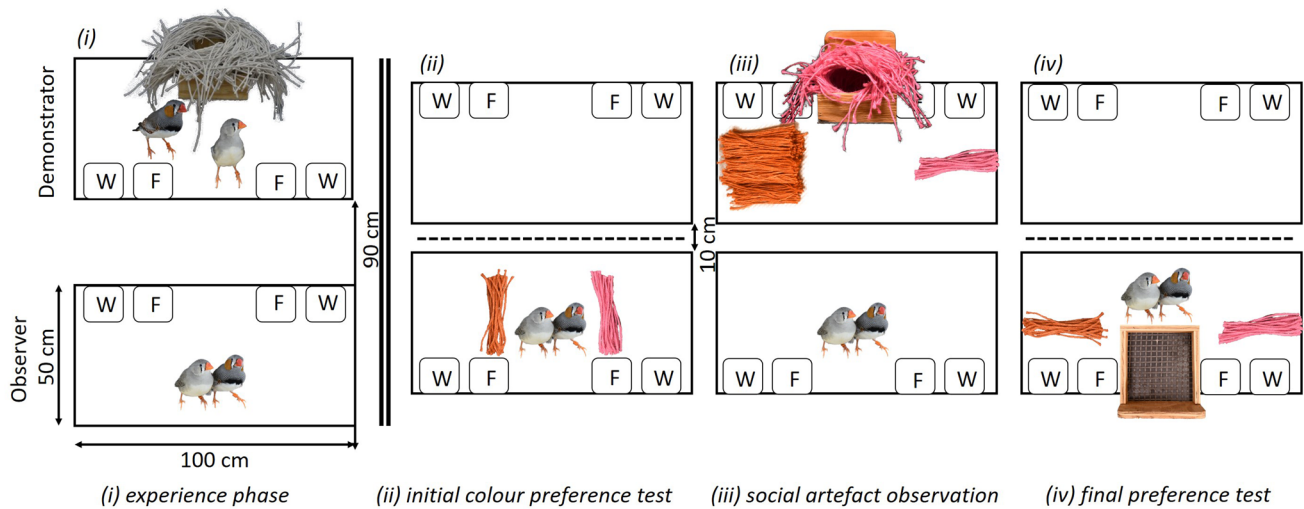 (i)
Demonstrator
W F F W
Observer
50 cm
W F F W
100 cm
90 cm
(i) experience phase
(ii)
W F F W
10 cm
W F F W
(ii) initial colour preference test
(iii)
W W
W F F W
(iii) social artefact observation
(iv)
W F F W
W F F W
(iv) final preference test